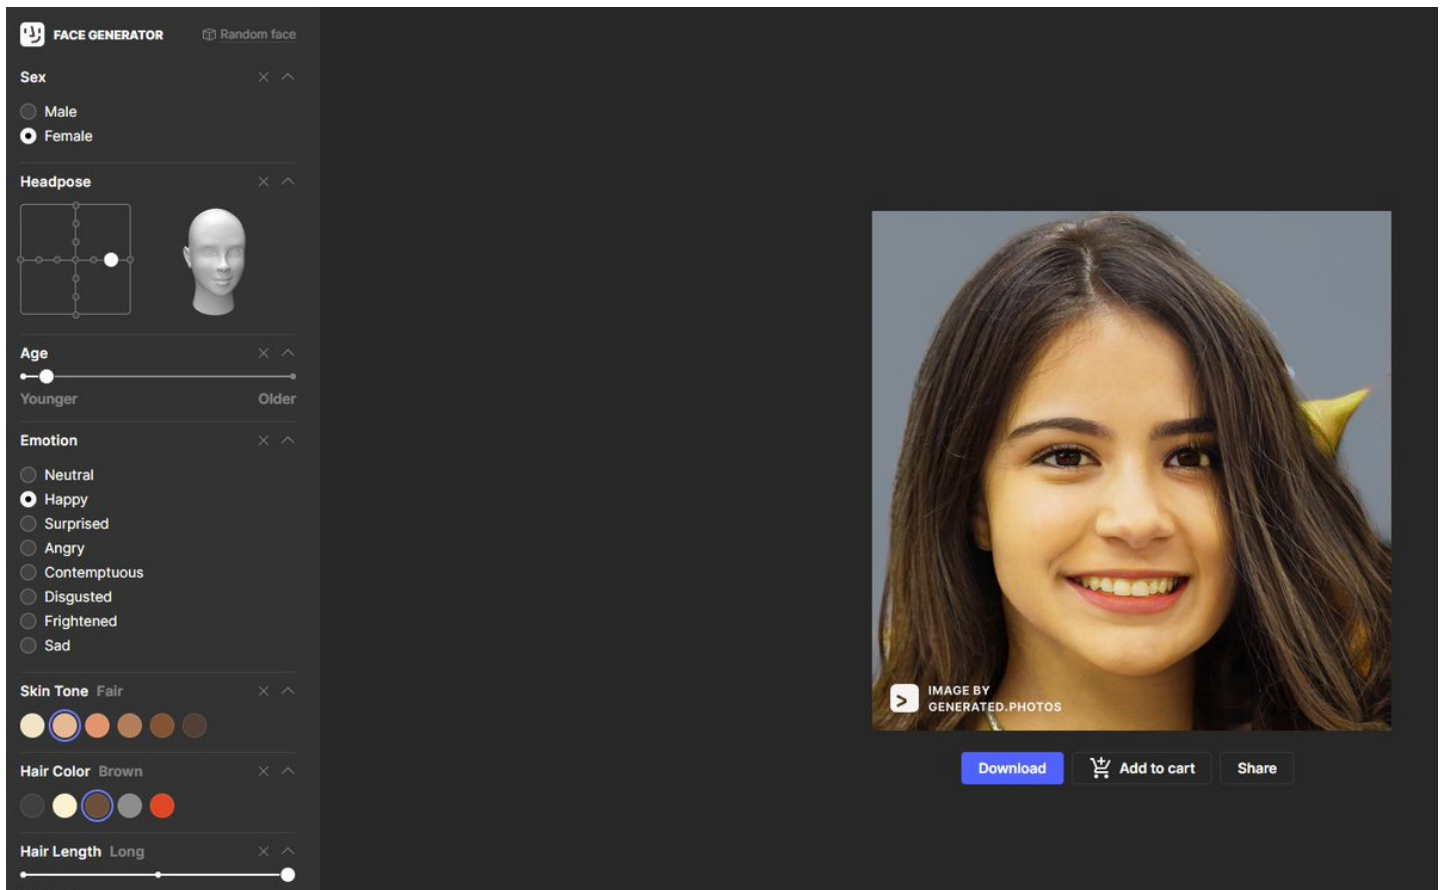 FACE GENERATOR
Random face
Sex
Male
Female
Headpose
Age
Younger Older
Emotion
Neutral
Happy
Surprised
Angry
Contemptuous
Disgusted
Frightened
Sad
Skin Tone Fair
Hair Color Brown
Hair Length Long
IMAGE BY
GENERATED.PHOTOS
Download
Add to cart
Share